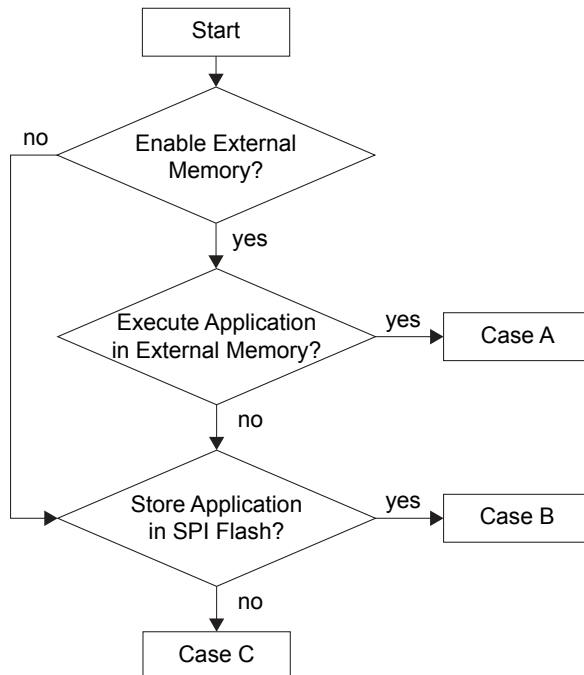 Start
no
Enable External
Memory?
yes
Execute Application
in External Memory?
yes
Case A
no
Store Application
in SPI Flash?
yes
Case B
no
Case C